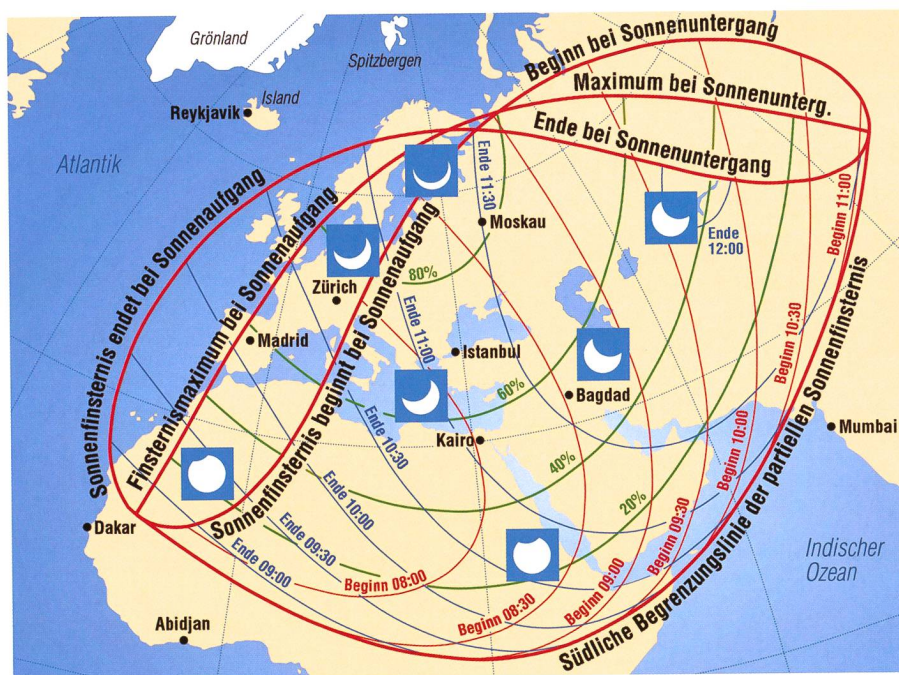 Grönland
Spitzbergen
Beginn bei Sonnenuntergang
Maximum bei Sonnenunterg.
Ende bei Sonnenuntergang
Reykjavik
Island
Atlantik
Sonnenfinsternis endet bei Sonnenaufgang
Finsternismaximum bei Sonnenaufgang
Sonnenfinsternis beginnt bei Sonnenaufgang
Ende 11:30
Moskau
Ende
12:00
Beginn 11:00
80%
Zürich
Madrid
Ende 11:00
Istanbul
Beginn 10:30
60%
Bagdad
Ende 10:30
Kairo
Mumbai
Beginn 10:00
40%
20%
Dakar
Ende 10:00
Ende 09:30
Ende 09:00
Beginn 08:00
Beginn 08:30
Beginn 09:00
Beginn 09:30
Südliche Begrenzungslinie der partiellen Sonnenfinsternis
Indischer
Ozean
Abidjan